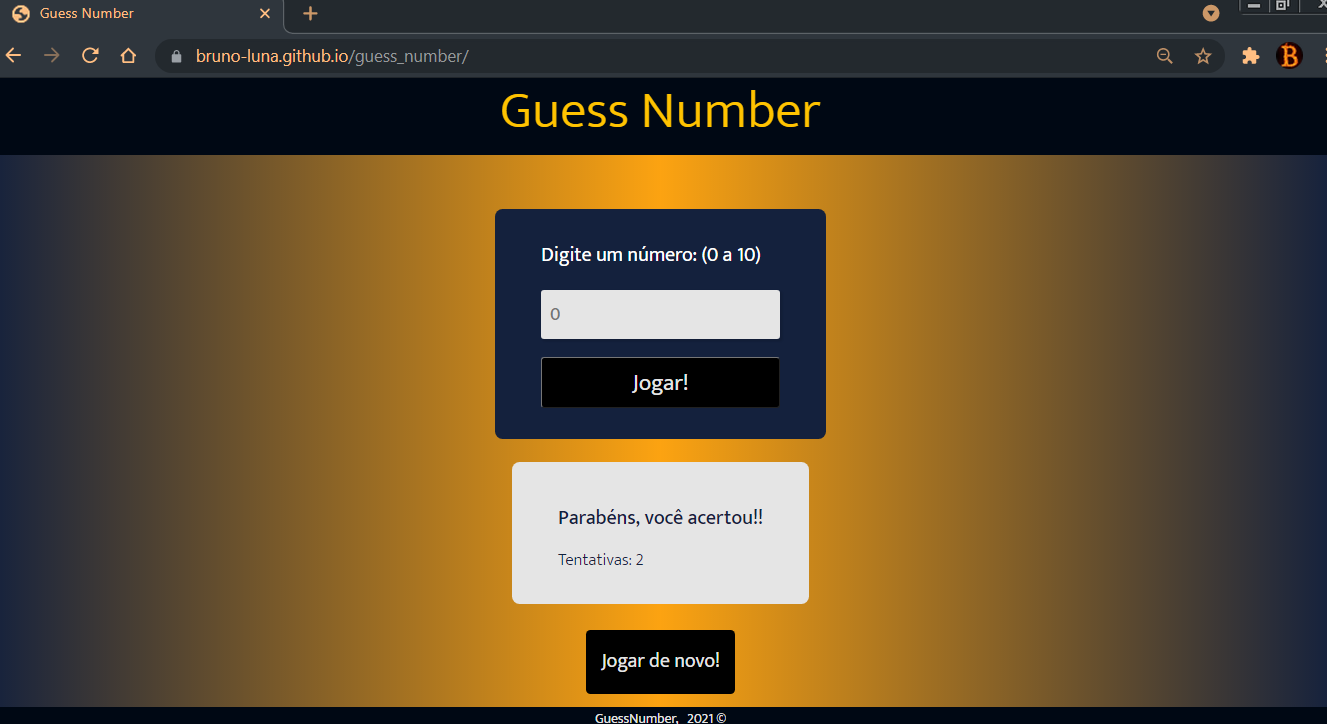 Guess Number
bruno-luna.github.io/guess_number/
B
Guess Number
Digite um número: (0 a 10)
0
Jogar!
Parabéns, você acertou!!
Tentativas: 2
Jogar de novo!
GuessNumber, 2021 ©